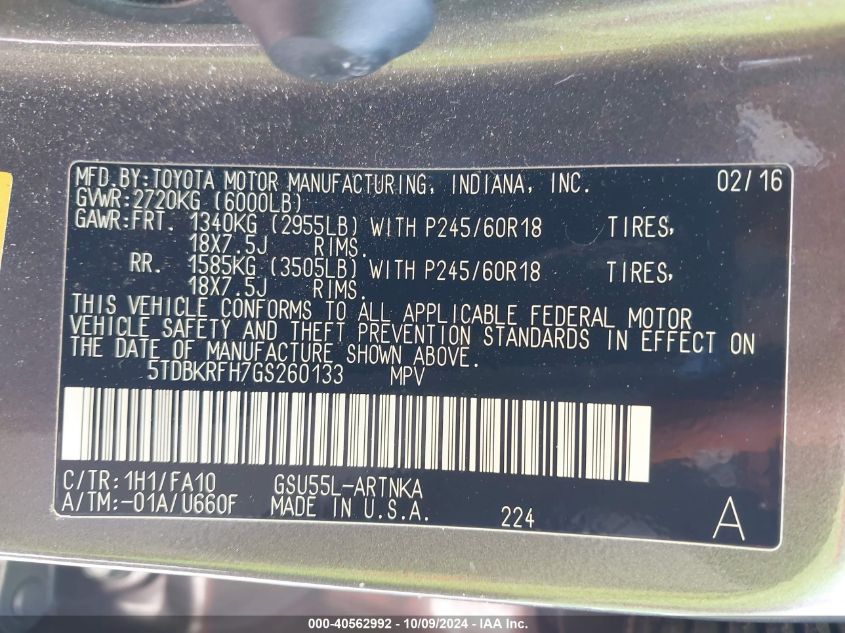 MFD.BY:TOYOTA MOTOR MANUFACTURING, INDIANA, INC. 02/16
GVWR:2720KG (6000LB)
GAWR:FRT. 1340KG (2955LB) WITH P245/60R18 TIRES,
18X7.5J RIMS.
RR. 1585KG (3505LB) WITH P245/60R18 TIRES,
18X7.5J RIMS.
THIS VEHICLE CONFORMS TO ALL APPLICABLE FEDERAL MOTOR
VEHICLE SAFETY AND THEFT PREVENTION STANDARDS IN EFFECT ON
THE DATE OF MANUFACTURE SHOWN ABOVE.
5TDBKRFH7GS260133 MPV
C/TR:1H1/FA10 GSU55L-ARTNKA
A/TM:-01A/U660F MADE IN U.S.A. 224 A
000-40562992 - 10/09/2024 - IAA Inc.